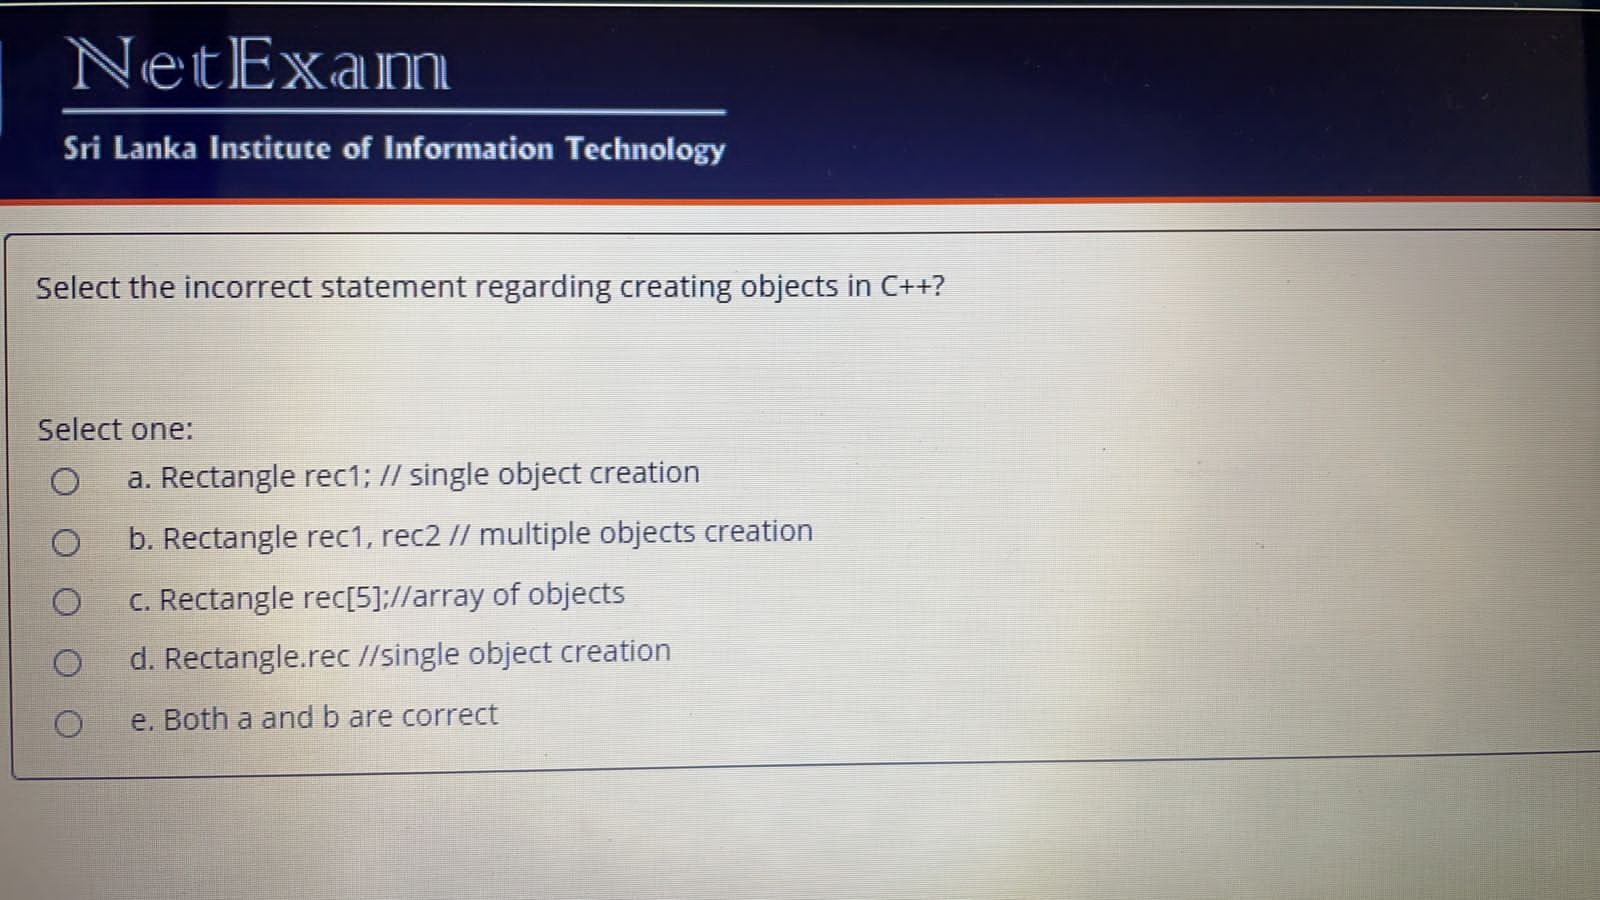 NetExam
Sri Lanka Institute of Information Technology
Select the incorrect statement regarding creating objects in C++?
Select one:
a. Rectangle rec1; // single object creation
b. Rectangle rec1, rec2 // multiple objects creation
c. Rectangle rec[5];//array of objects
d. Rectangle.rec //single object creation
e. Both a and b are correct